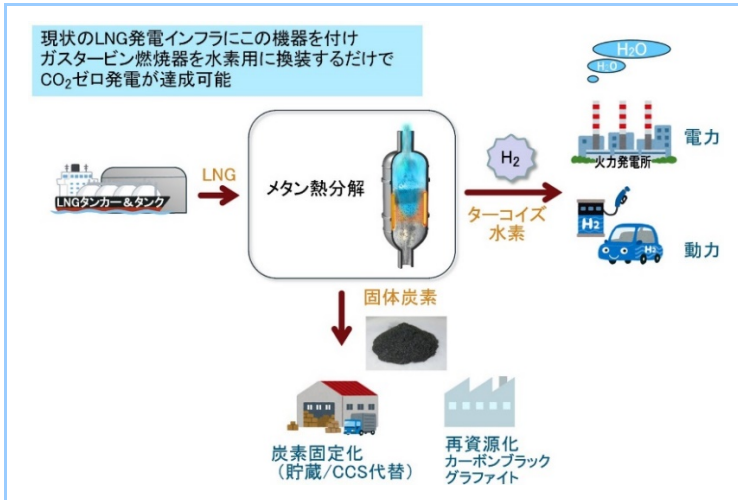 現状のLNG発電インフラにこの機器を付け
ガスタービン燃焼器を水素用に換装するだけで
CO₂ゼロ発電が達成可能
H₂O
H₂O
LNG
メタン熱分解
H₂
火力発電所
電力
LNGタンカー＆タンク
ターコイズ
水素
H2
H2
動力
固体炭素
炭素固定化
（貯蔵/CCS代替）
再資源化
カーボンブラック
グラファイト